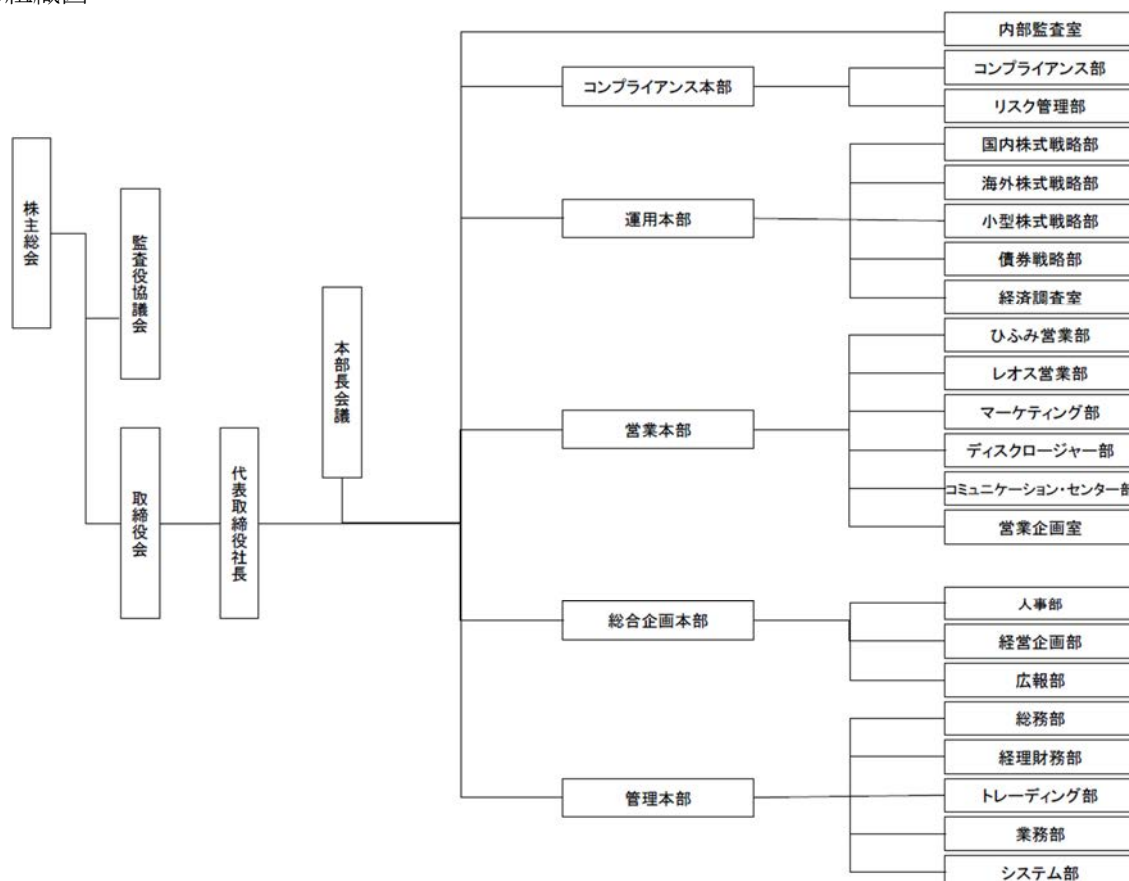 組織図
内部監査室
コンプライアンス部
コンプライアンス本部
リスク管理部
国内株式戦略部
海外株式戦略部
運用本部
小型株式戦略部
債券戦略部
経済調査室
株主総会
監査役協議会
本部長会議
取締役会
代表取締役社長
ひふみ営業部
レオス営業部
マーケティング部
営業本部
ディスクロージャー部
コミュニケーション・センター部
営業企画室
人事部
総合企画本部
経営企画部
広報部
総務部
経理財務部
管理本部
トレーディング部
業務部
システム部